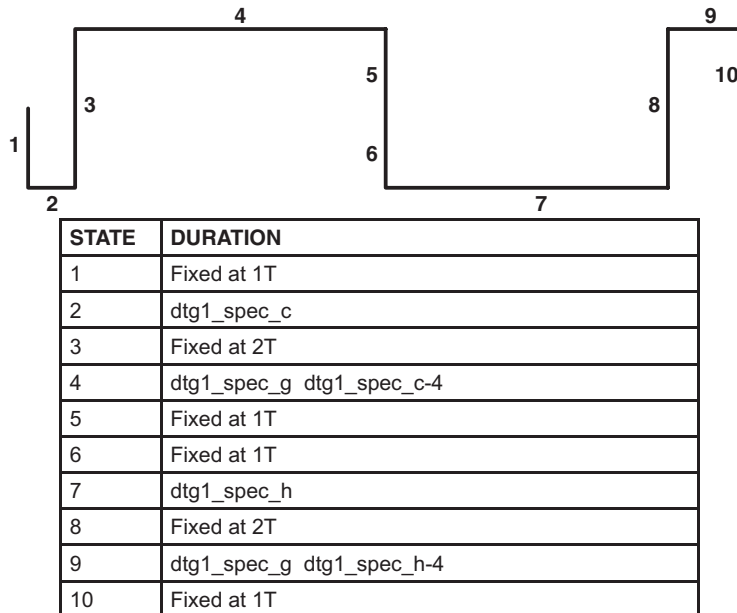 4
9
5
10
3
8
1
6
2
7
STATE DURATION
1 Fixed at 1T
2 dtg1_spec_c
3 Fixed at 2T
4 dtg1_spec_g dtg1_spec_c-4
5 Fixed at 1T
6 Fixed at 1T
7 dtg1_spec_h
8 Fixed at 2T
9 dtg1_spec_g dtg1_spec_h-4
10 Fixed at 1T